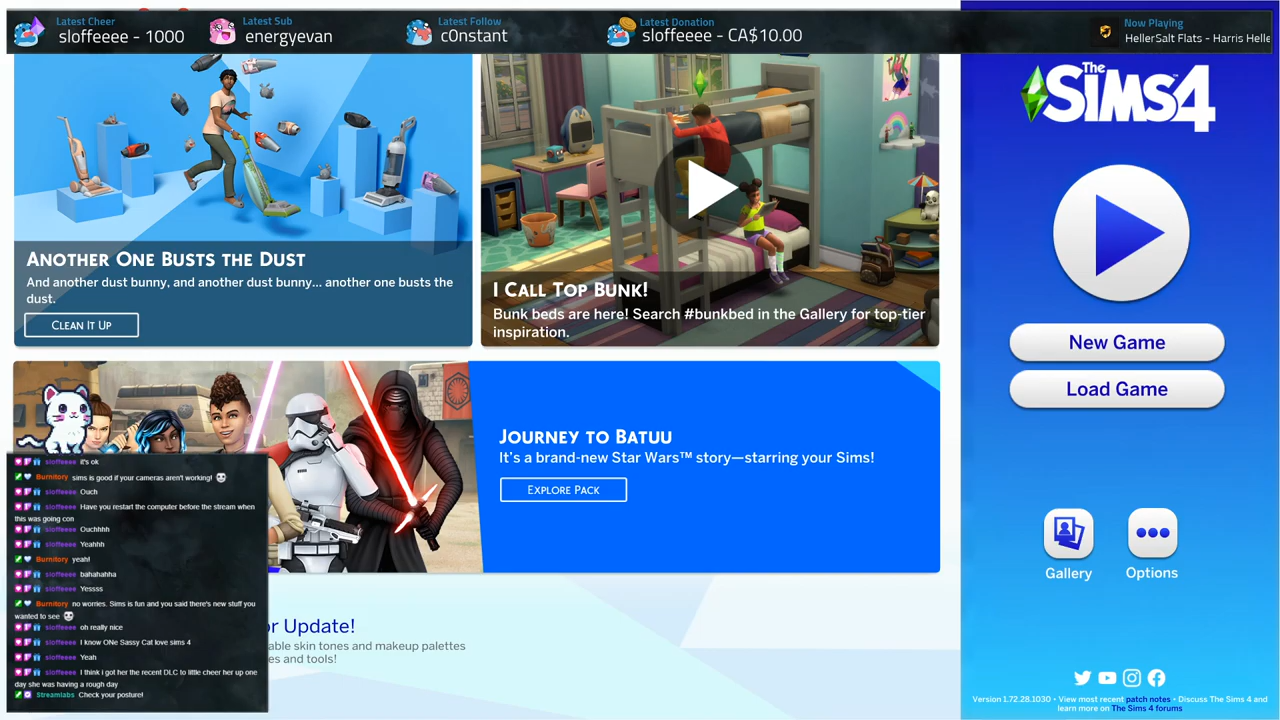 Latest Cheer
sloffeeee - 1000
Latest Sub
energyevan
Latest Follow
c0nstant
Latest Donation
sloffeeee - CA$10.00
Now Playing
HellerSalt Flats - Harris Helle
ANOTHER ONE BUSTS THE DUST
And another dust bunny, and another dust bunny... another one busts the
dust.
CLEAN IT UP
I CALL TOP BUNK!
Bunk beds are here! Search #bunkbed in the Gallery for top-tier
inspiration.
JOURNEY TO BATUU
It's a brand-new Star Wars™ story—starring your Sims!
EXPLORE PACK
sloffeeee it's ok
Burnitory sims is good if your cameras aren't working!
sloffeeee Ouch
sloffeeee Have you restart the computer before the stream when
this was going con
sloffeeee Ouchhhh
sloffeeee Yeahhh
Burnitory yeah!
sloffeeee bahahahha
sloffeeee Yessss
Burnitory no worries. Sims is fun and you said there's new stuff you
wanted to see
sloffeeee oh really nice
sloffeeee I know ONe Sassy Cat love sims 4
sloffeeee Yeah
sloffeeee I think i got her the recent DLC to little cheer her up one
day she was having a rough day
Streamlabs Check your posture!
or Update!
able skin tones and makeup palettes
es and tools!
The SIMS 4
New Game
Load Game
Gallery
Options
Version 1.72.28.1030 • View most recent patch notes • Discuss The Sims 4 and
learn more on The Sims 4 forums